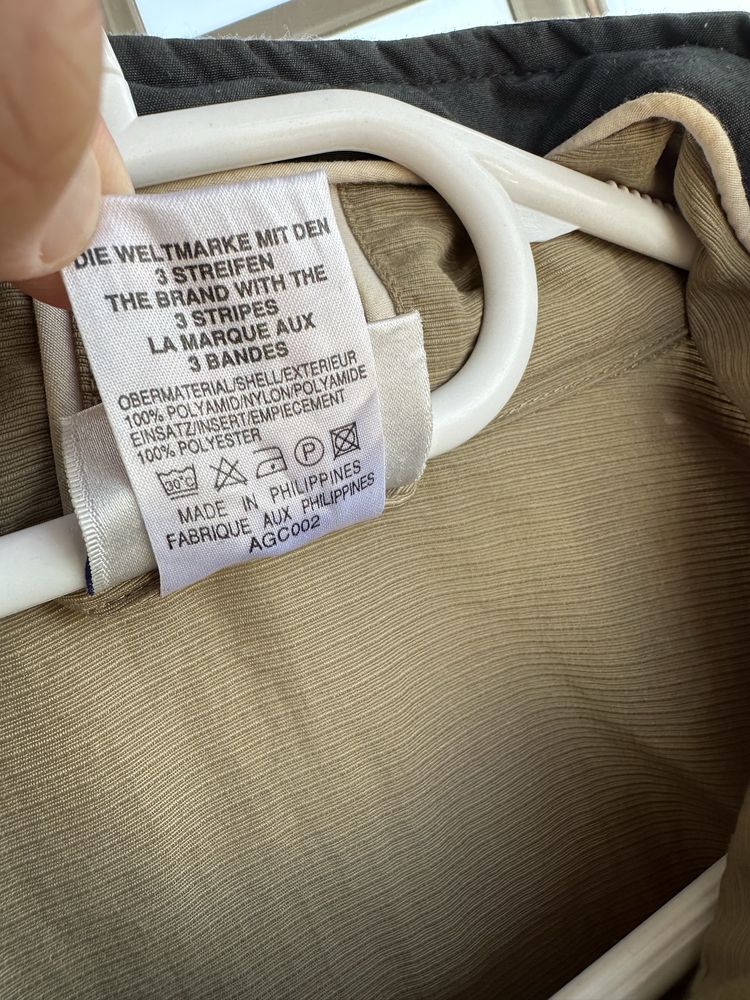 DIE WELTMARKE MIT DEN
3 STREIFEN
THE BRAND WITH THE
3 STRIPES
LA MARQUE AUX
3 BANDES
OBERMATERIAL/SHELL/EXTERIEUR
100% POLYAMID/NYLON/POLYAMIDE
EINSATZ/INSERT/EMPIECEMENT
100% POLYESTER
30°C P
MADE IN PHILIPPINES
FABRIQUE AUX PHILIPPINES
AGC002